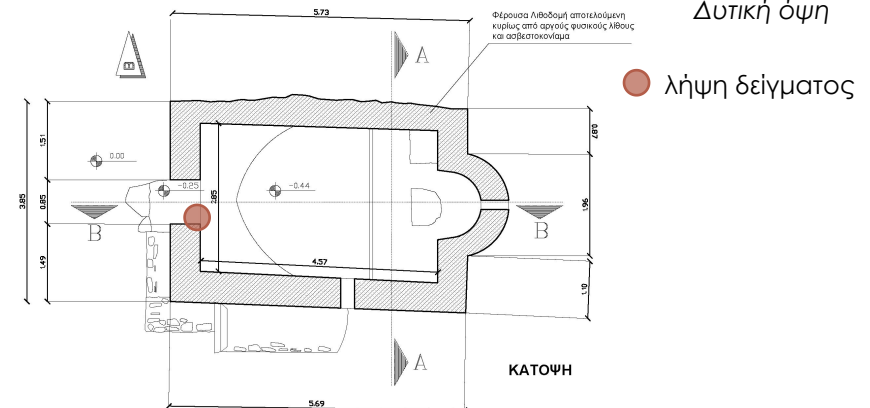 Δυτική όψη
λήψη δείγματος
5.73
Φέρουσα Λιθοδομή αποτελούμενη
κυρίως από αργούς φυσικούς λίθους
και ασβεστοκονίαμα
A
0.87
1.51
0.00
3.85
0.85
-0.25
2.85
-0.44
1.96
B
B
1.49
4.57
1.10
A
ΚΑΤΟΨΗ
5.69